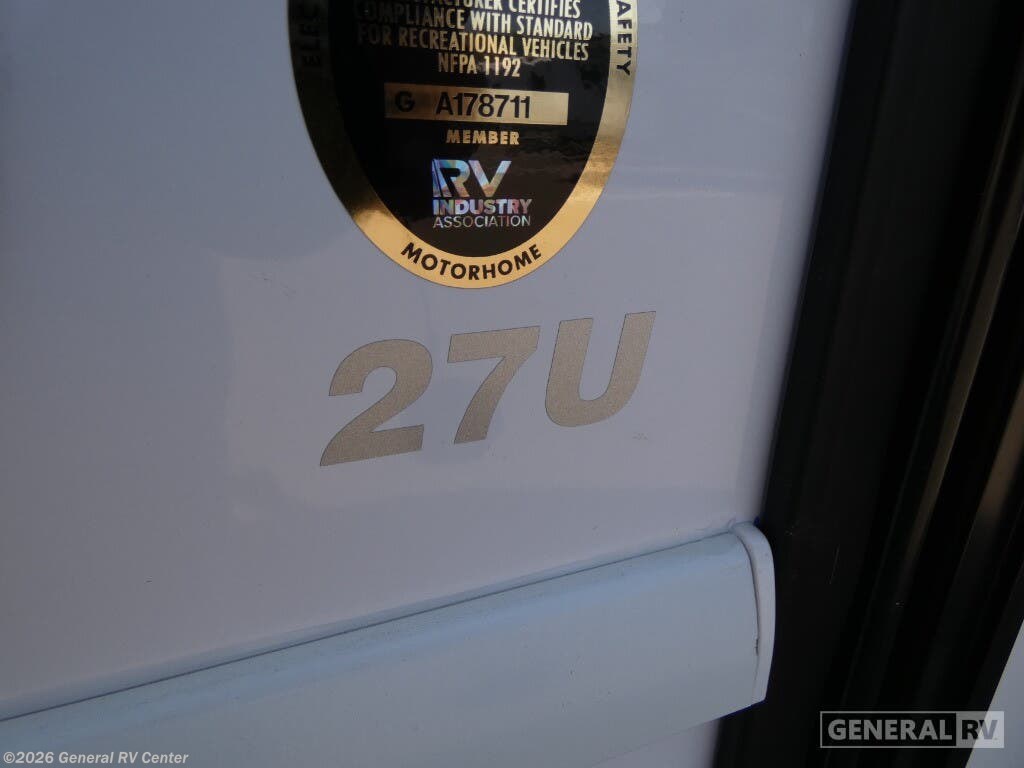 COMPLIANCE WITH STANDARD
FOR RECREATIONAL VEHICLES
NFPA 1192
G A178711
MEMBER
RV
INDUSTRY
ASSOCIATION
MOTORHOME
SAFETY
27U
GENERAL RV
©2026 General RV Center